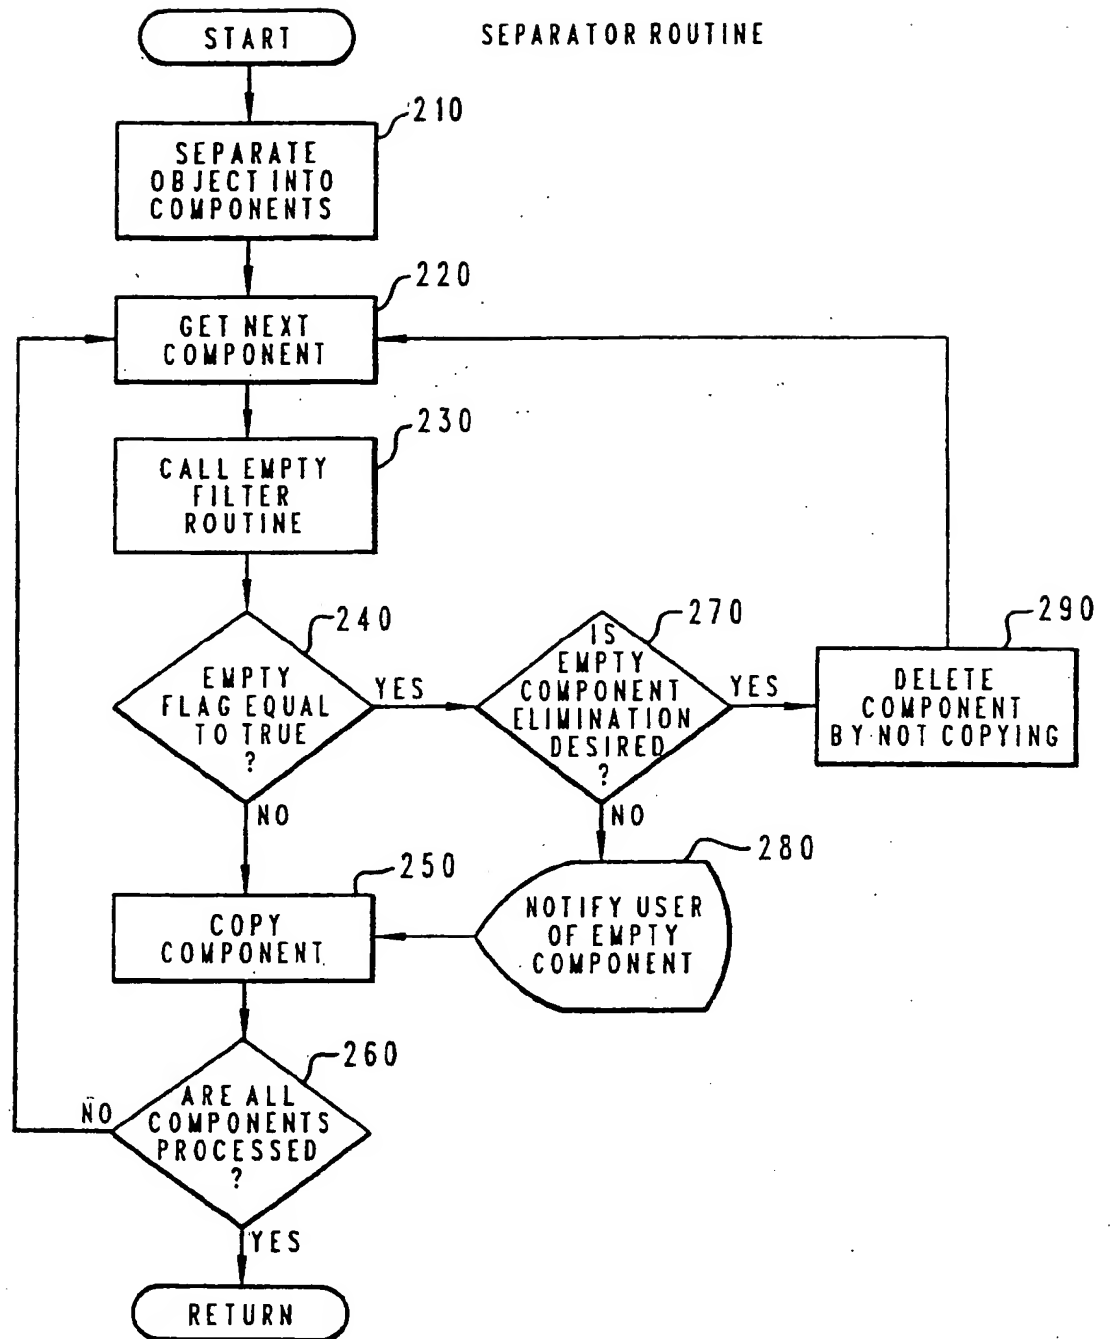 START
SEPARATOR ROUTINE
210
SEPARATE
OBJECT INTO
COMPONENTS
220
GET NEXT
COMPONENT
230
CALL EMPTY
FILTER
ROUTINE
240
EMPTY
FLAG EQUAL
TO TRUE
?
YES
NO
270
IS
EMPTY
COMPONENT
ELIMINATION
DESIRED
?
YES
NO
290
DELETE
COMPONENT
BY NOT COPYING
280
NOTIFY USER
OF EMPTY
COMPONENT
250
COPY
COMPONENT
260
ARE ALL
COMPONENTS
PROCESSED
?
NO
YES
RETURN